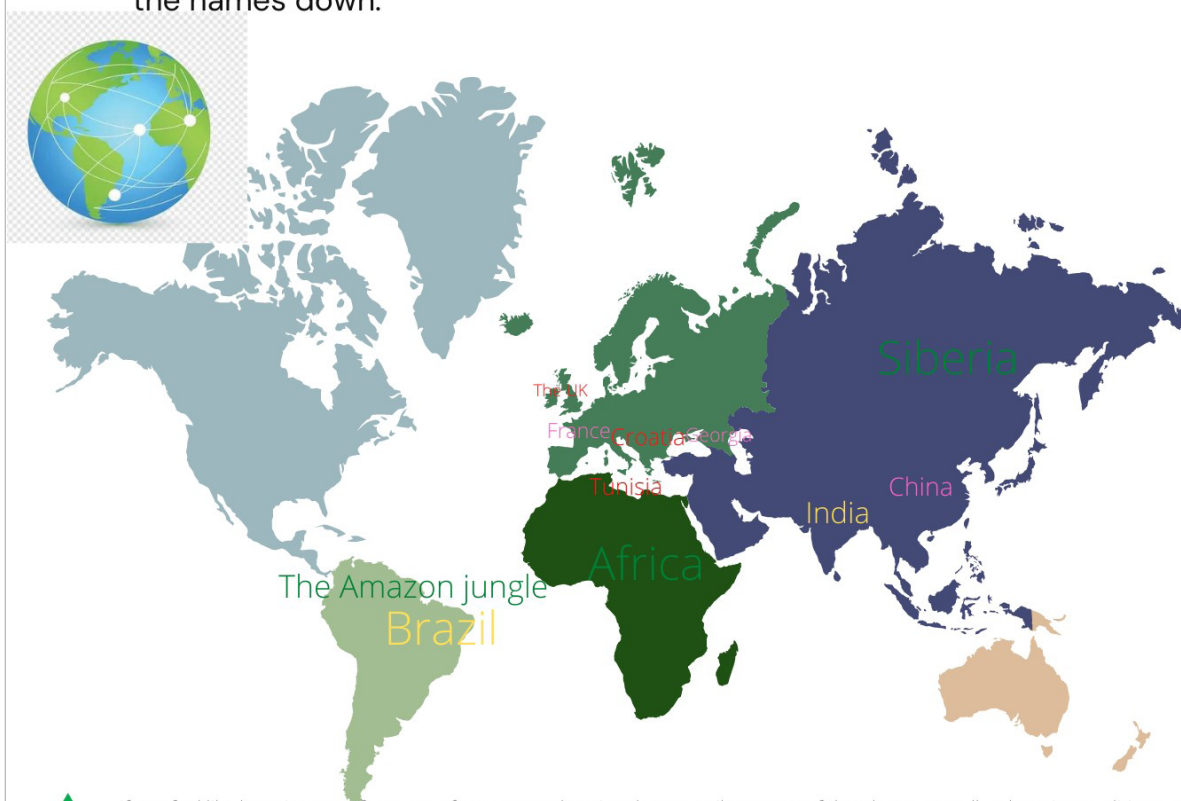 the names down.
Siberia
The UK
France
Croatia
Georgia
Tunisia
China
India
Africa
The Amazon jungle
Brazil